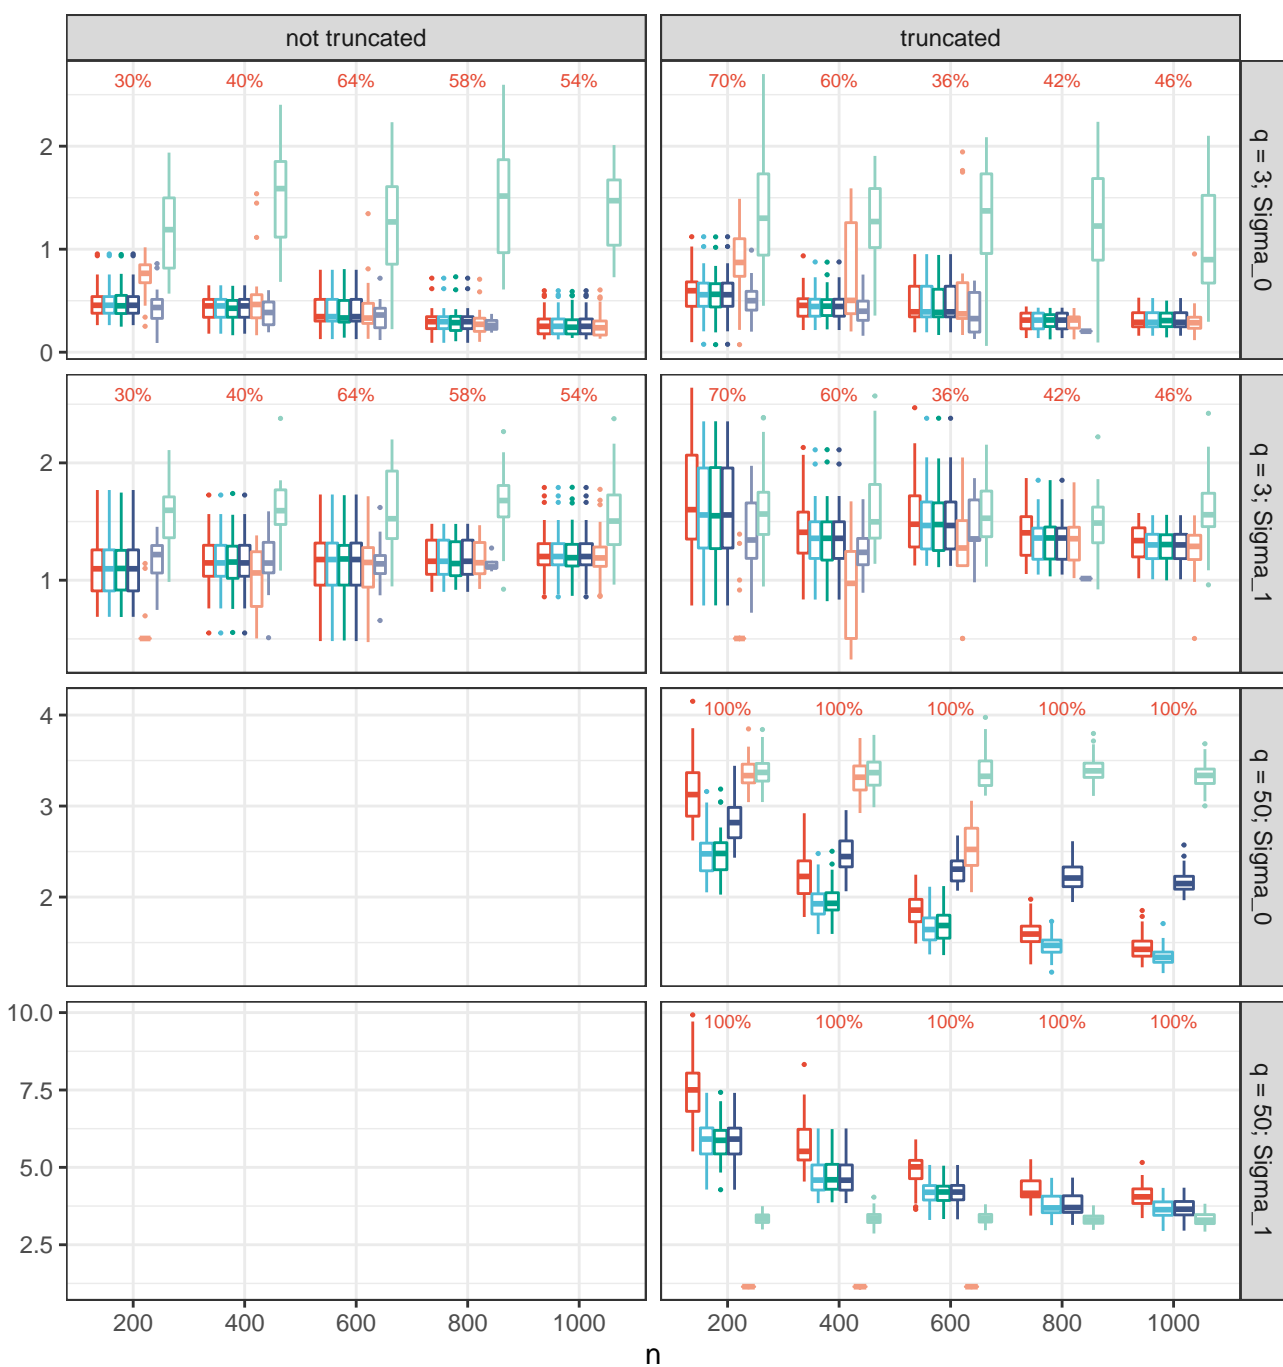 not truncated truncated
30% 40% 64% 58% 54% 70% 60% 36% 42% 46%
2
1
0
q = 3; Sigma_0
30% 40% 64% 58% 54% 70% 60% 36% 42% 46%
2
1
q = 3; Sigma_1
100% 100% 100% 100% 100%
4
3
2
q = 50; Sigma_0
100% 100% 100% 100% 100%
10.0
7.5
5.0
2.5
q = 50; Sigma_1
200 400 600 800 1000 200 400 600 800 1000
n